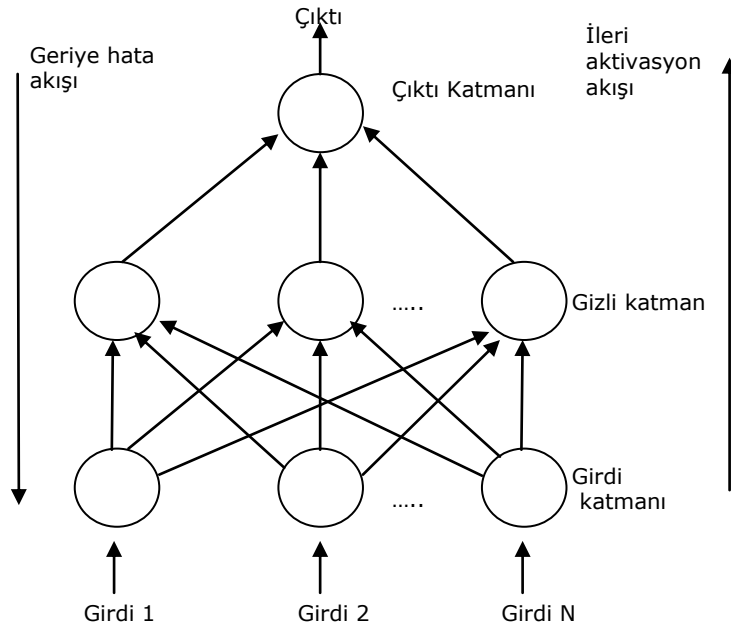 Çıktı
Geriye hata
akışı
İleri
aktivasyon
akışı
Çıktı Katmanı
…..
Gizli katman
…..
Girdi
katmanı
Girdi 1
Girdi 2
Girdi N